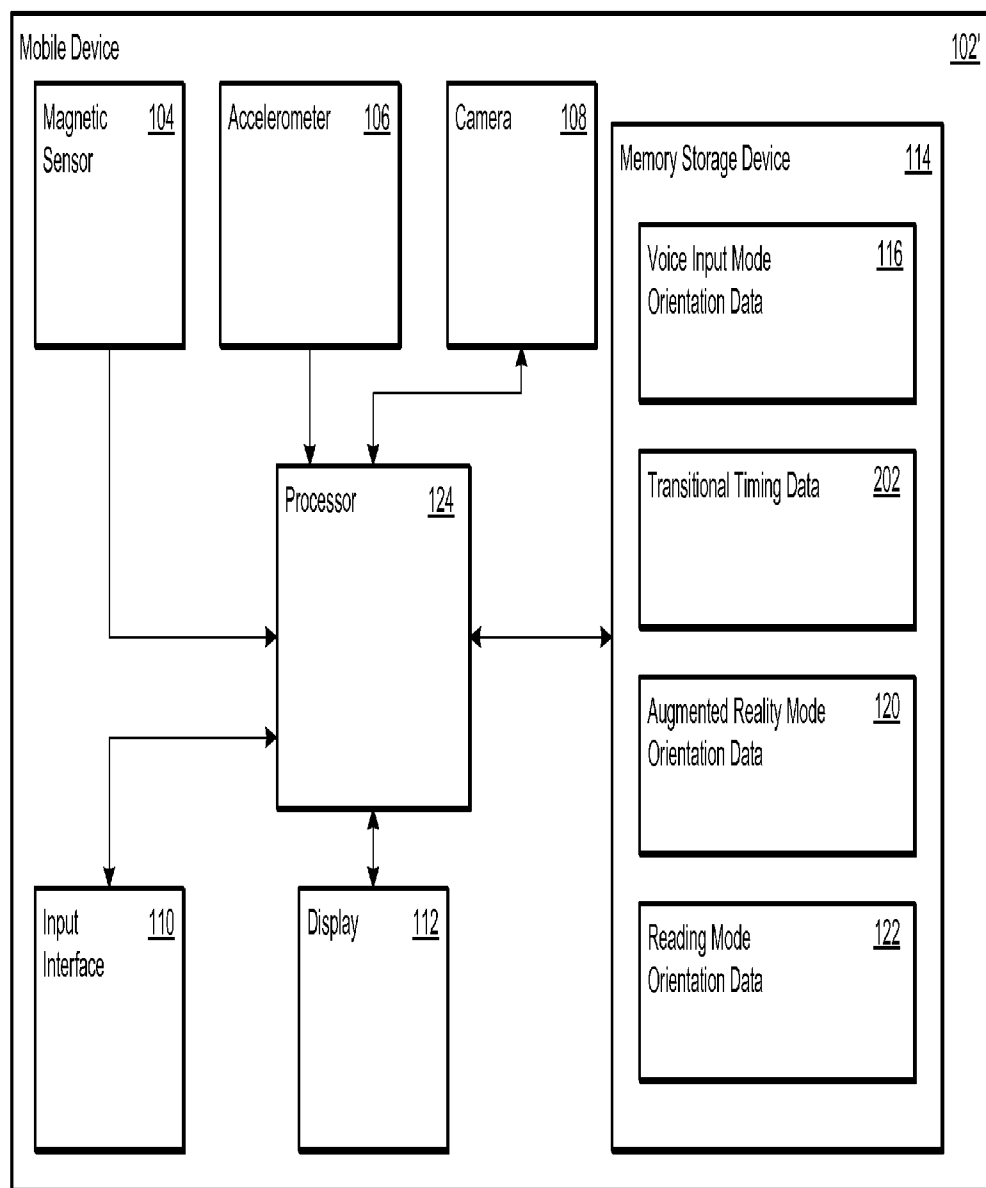 Mobile Device 102'
Magnetic 104
Sensor
Accelerometer 106
Camera 108
Memory Storage Device 114
Voice Input Mode 116
Orientation Data
Transitional Timing Data 202
Processor 124
Augmented Reality Mode 120
Orientation Data
Input 110
Interface
Display 112
Reading Mode 122
Orientation Data